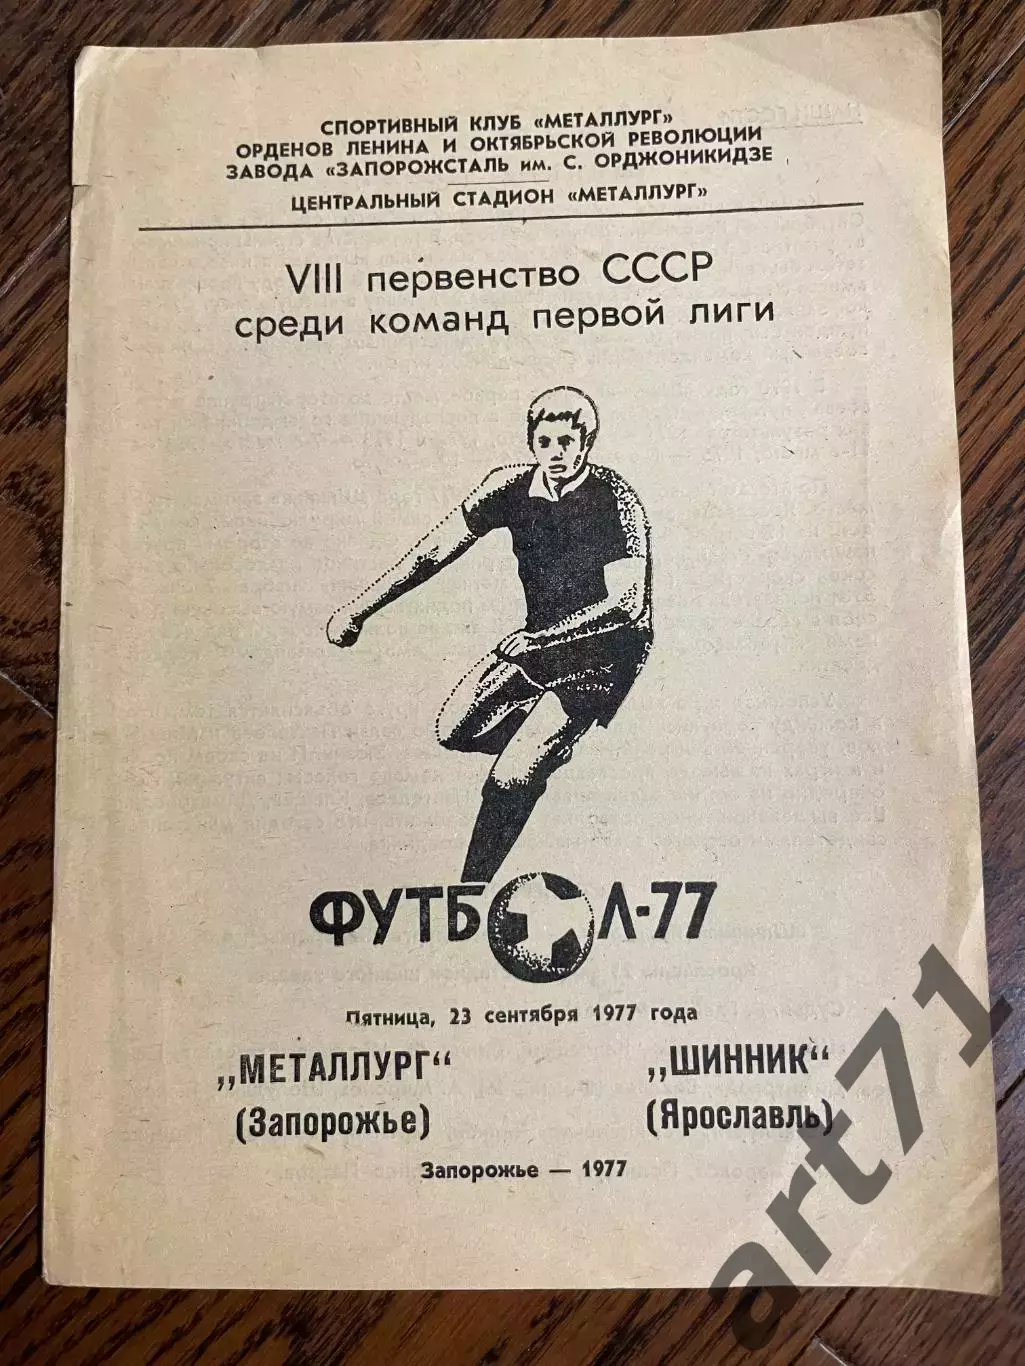 СПОРТИВНЫЙ КЛУБ «МЕТАЛЛУРГ»
ОРДЕНОВ ЛЕНИНА И ОКТЯБРЬСКОЙ РЕВОЛЮЦИИ
ЗАВОДА «ЗАПОРОЖСТАЛЬ ИМ. С. ОРДЖОНИКИДЗЕ
ЦЕНТРАЛЬНЫЙ СТАДИОН «МЕТАЛЛУРГ»
VIII первенство СССР
среди команд первой лиги
ФУТБОЛ-77
Пятница, 23 сентября 1977 года
„МЕТАЛЛУРГ“ „ШИННИК“
(Запорожье) (Ярославль)
Запорожье — 1977
art71